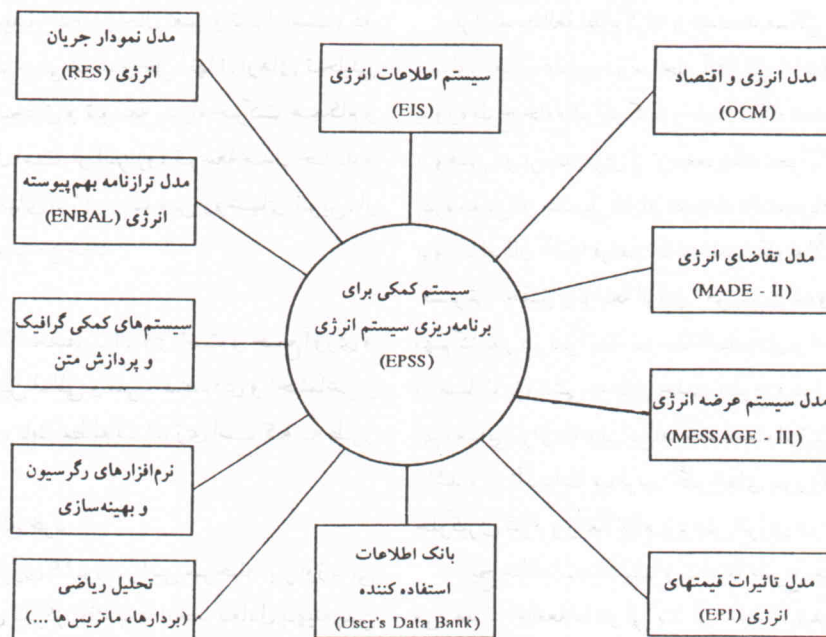 مدل نمودار جریان
انرژی (RES)
سیستم اطلاعات انرژی
(EIS)
مدل انرژی و اقتصاد
(OCM)
مدل ترازنامه بهم‌پیوسته
انرژی (ENBAL)
مدل تقاضای انرژی
(MADE - II)
سیستم کمکی برای
برنامه‌ریزی سیستم انرژی
(EPSS)
سیستم‌های کمکی گرافیک
و پردازش متن
مدل سیستم عرضه انرژی
(MESSAGE - III)
نرم‌افزارهای رگرسیون
و بهینه‌سازی
تحلیل ریاضی
(بردارها، ماتریس‌ها ...)
بانک اطلاعات
استفاده کننده
(User's Data Bank)
مدل تاثیرات قیمتهای
انرژی (EPI)